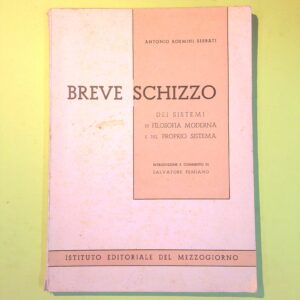 ANTONIO ROSMINI SERBATI
BREVE SCHIZZO
DEI SISTEMI
DI FILOSOFIA MODERNA
E DEL PROPRIO SISTEMA
INTRODUZIONE E COMMENTO DI
SALVATORE FEMIANO
ISTITUTO EDITORIALE DEL MEZZOGIORNO